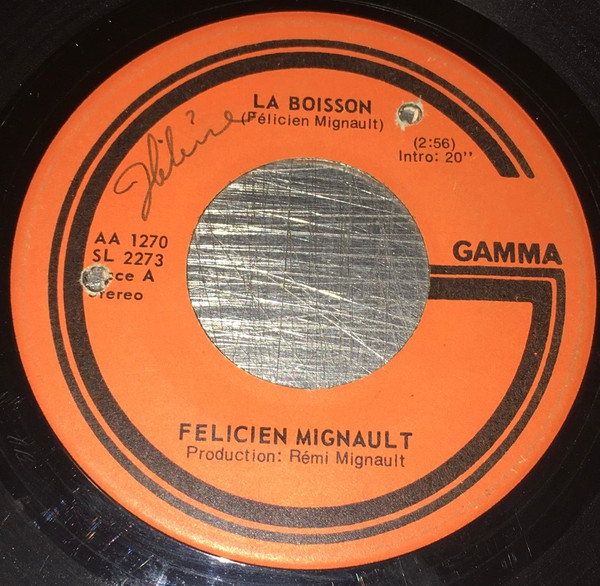 LA BOISSON
(Félicien Mignault)
(2:56)
Intro: 20''
Hélène
AA 1270
SL 2273
A
Stereo
GAMMA
FELICIEN MIGNAULT
Production: Rémi Mignault